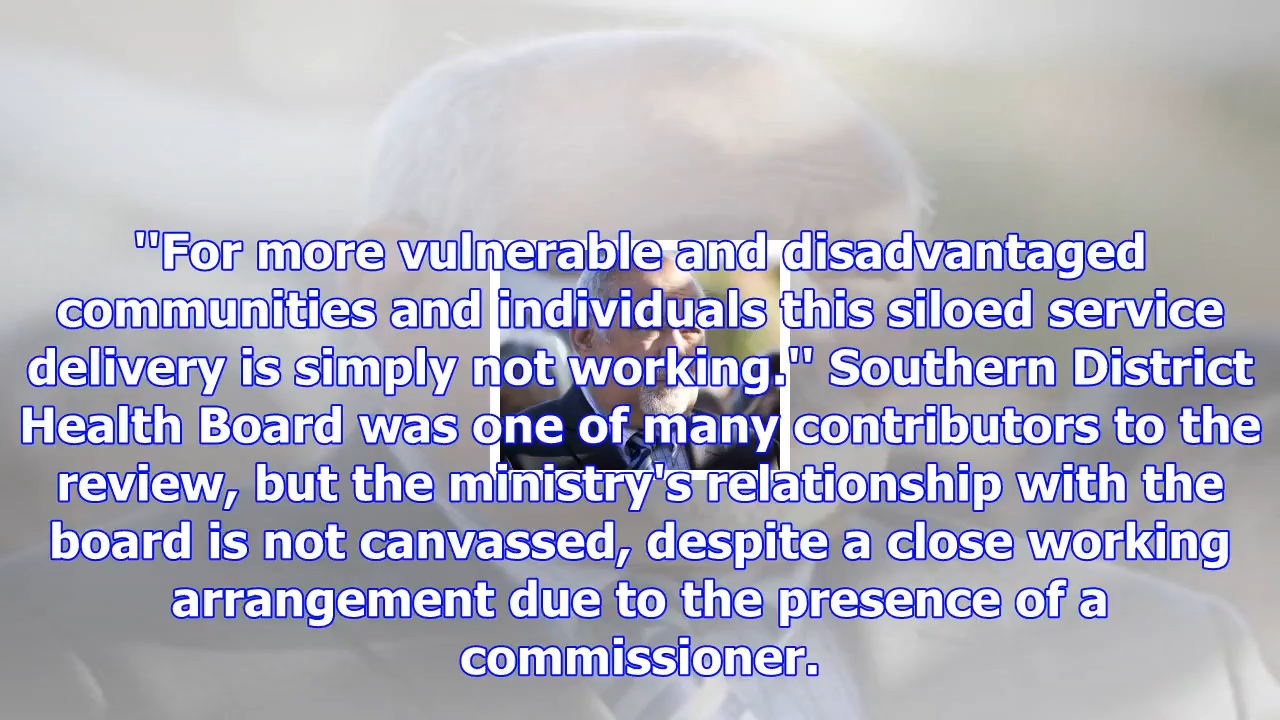 "For more vulnerable and disadvantaged
communities and individuals this siloed service
delivery is simply not working." Southern District
Health Board was one of many contributors to the
review, but the ministry's relationship with the
board is not canvassed, despite a close working
arrangement due to the presence of a
commissioner.